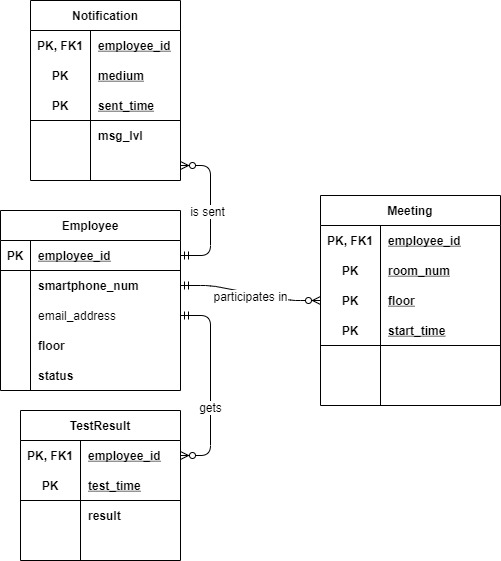 Notification
PK, FK1 employee_id
PK medium
PK sent_time
msg_lvl
is sent
Employee
PK employee_id
smartphone_num
email_address
floor
status
participates in
Meeting
PK, FK1 employee_id
PK room_num
PK floor
PK start_time
gets
TestResult
PK, FK1 employee_id
PK test_time
result